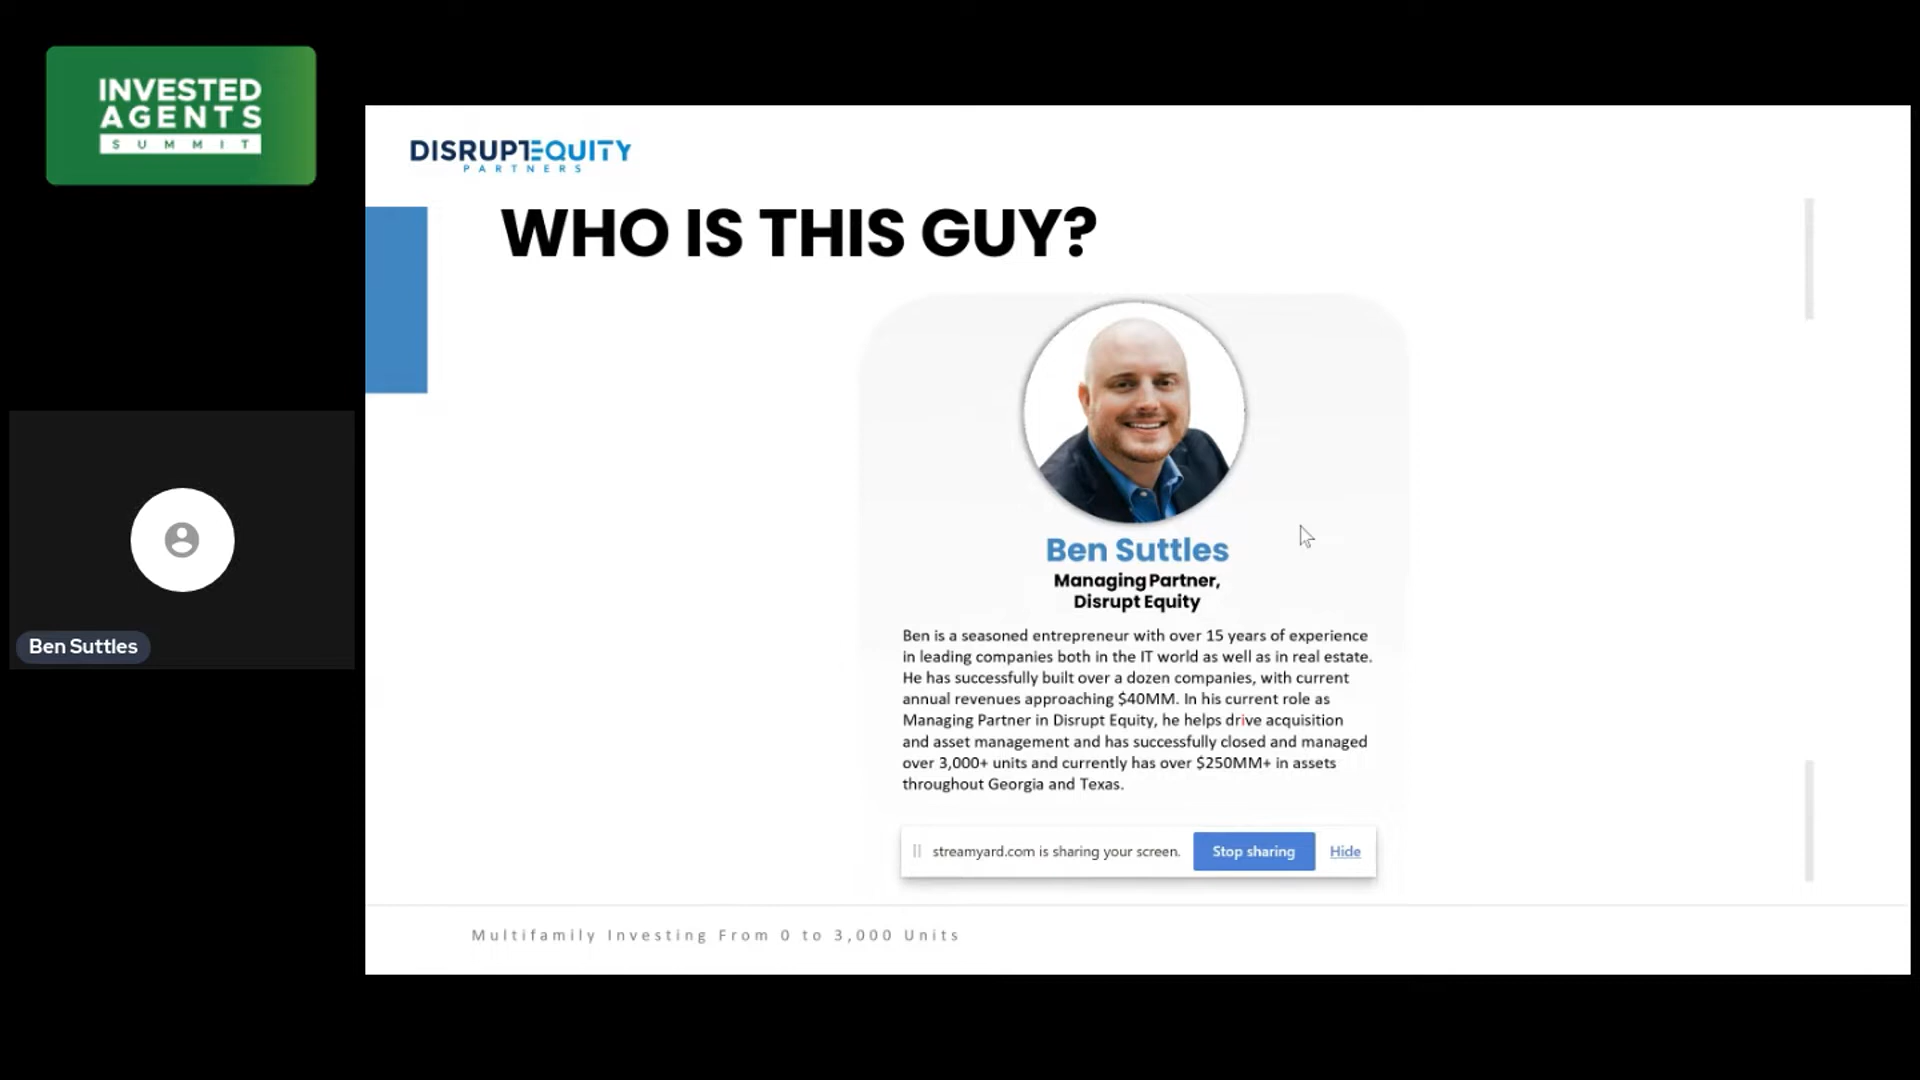 INVESTED
AGENTS
SUMMIT
DISRUPTEQUITY
PARTNERS
WHO IS THIS GUY?
Ben Suttles
Managing Partner,
Disrupt Equity
Ben is a seasoned entrepreneur with over 15 years of experience
in leading companies both in the IT world as well as in real estate.
He has successfully built over a dozen companies, with current
annual revenues approaching $40MM. In his current role as
Managing Partner in Disrupt Equity, he helps drive acquisition
and asset management and has successfully closed and managed
over 3,000+ units and currently has over $250MM+ in assets
throughout Georgia and Texas.
Ben Suttles
streamyard.com is sharing your screen. Stop sharing Hide
Multifamily Investing From 0 to 3,000 Units